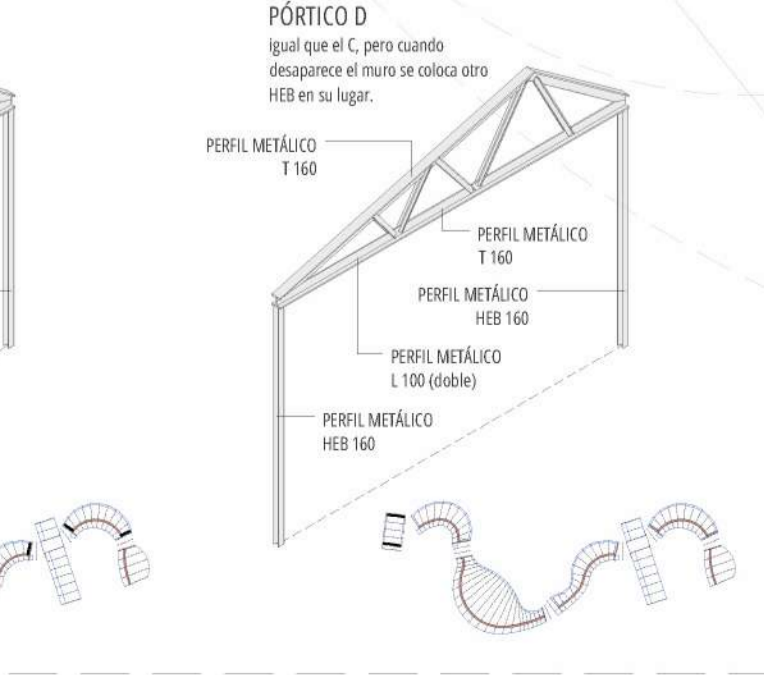 PÓRTICO D
igual que el C, pero cuando
desaparece el muro se coloca otro
HEB en su lugar.
PERFIL METÁLICO
T 160
PERFIL METÁLICO
T 160
PERFIL METÁLICO
HEB 160
PERFIL METÁLICO
L 100 (doble)
PERFIL METÁLICO
HEB 160